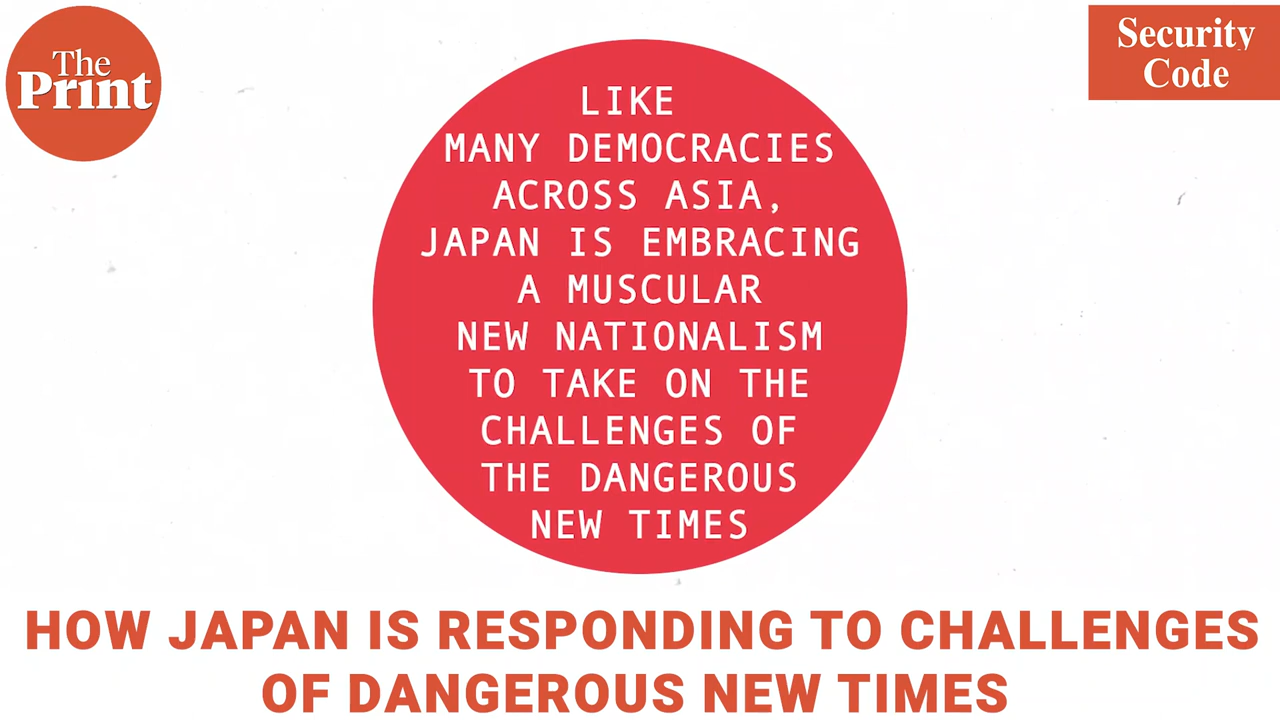 The
Print
Security
Code
LIKE
MANY DEMOCRACIES
ACROSS ASIA,
JAPAN IS EMBRACING
A MUSCULAR
NEW NATIONALISM
TO TAKE ON THE
CHALLENGES OF
THE DANGEROUS
NEW TIMES
HOW JAPAN IS RESPONDING TO CHALLENGES
OF DANGEROUS NEW TIMES